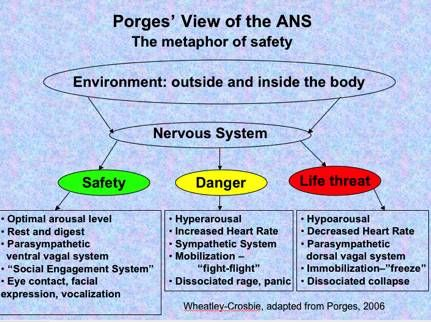 Porges’ View of the ANS
The metaphor of safety
Environment: outside and inside the body
Nervous System
Safety
Danger
Life threat
• Optimal arousal level
• Rest and digest
• Parasympathetic
ventral vagal system
• “Social Engagement System”
• Eye contact, facial
expression, vocalization
• Hyperarousal
• Increased Heart Rate
• Sympathetic System
• Mobilization –
“fight-flight”
• Dissociated rage, panic
• Hypoarousal
• Decreased Heart Rate
• Parasympathetic
dorsal vagal system
• Immobilization–”freeze”
• Dissociated collapse
Wheatley-Crosbie, adapted from Porges, 2006